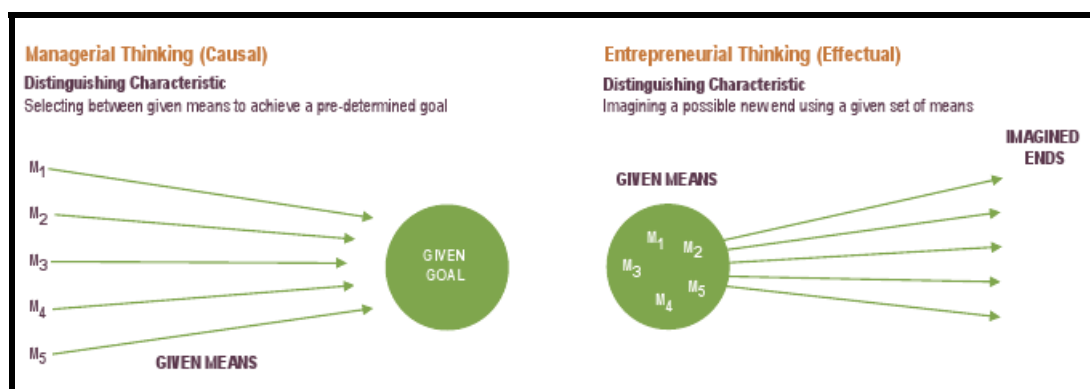 Managerial Thinking (Causal)
Distinguishing Characteristic
Selecting between given means to achieve a pre-determined goal
M1
M2
M3
M4
M5
GIVEN MEANS
GIVEN
GOAL
Entrepreneurial Thinking (Effectual)
Distinguishing Characteristic
Imagining a possible new end using a given set of means
IMAGINED
ENDS
GIVEN MEANS
M1
M2
M3
M5
M4